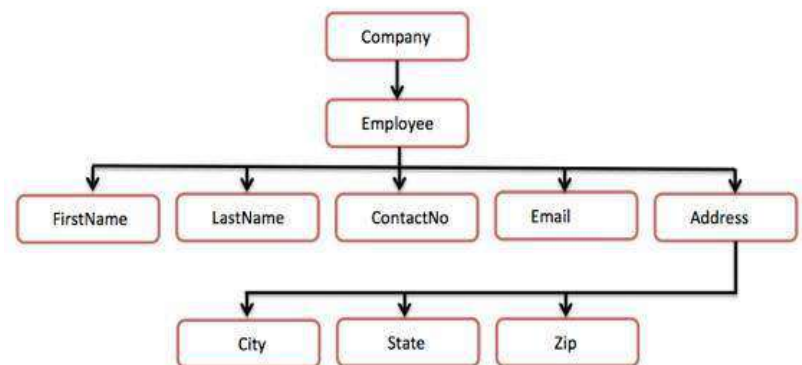 Company
Employee
FirstName
LastName
ContactNo
Email
Address
City
State
Zip